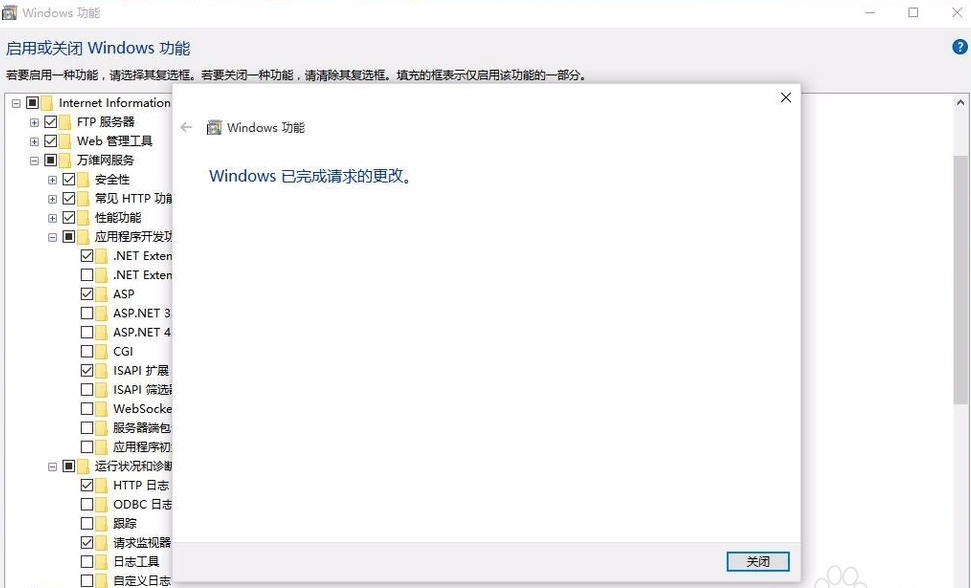 Windows 功能
启用或关闭 Windows 功能
若要启用一种功能，请选择其复选框。若要关闭一种功能，请清除其复选框。填充的框表示仅启用该功能的一部分。
Internet Information
FTP 服务器
Web 管理工具
万维网服务
安全性
常见 HTTP 功能
性能功能
应用程序开发功
.NET Exten
.NET Exten
ASP
ASP.NET 3
ASP.NET 4
CGI
ISAPI 扩展
ISAPI 筛选器
WebSocke
服务器端包
应用程序初
运行状况和诊断
HTTP 日志
ODBC 日志
跟踪
请求监视器
日志工具
自定义日志
Windows 功能
Windows 已完成请求的更改。
关闭